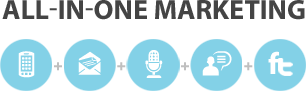 ALL-IN-ONE MARKETING
+ + + + ft